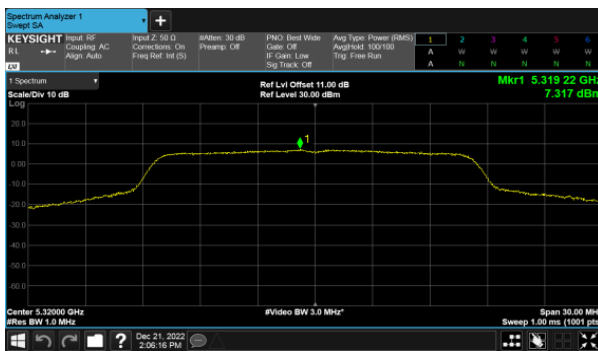 Spectrum Analyzer 1
Swept SA
+
KEYSIGHT Input: RF Input Z: 50 Ω #Atten: 30 dB PNO: Best Wide Avg Type: Power (RMS) 1 2 3 4 5 6
RL Coupling: AC Corrections: On Preamp: Off Gate: Off Avg|Hold: 100/100 A W W W W W
Align: Auto Freq Ref: Int (S) IF Gain: Low Trig: Free Run A N N N N N
LXI Sig Track: Off
1 Spectrum
Scale/Div 10 dB
Log
Ref Lvl Offset 11.00 dB
Ref Level 30.00 dBm
Mkr1 5.319 22 GHz
7.317 dBm
1
20.0
10.0
0.00
-10.0
-20.0
-30.0
-40.0
-50.0
-60.0
Center 5.32000 GHz #Video BW 3.0 MHz* Span 30.00 MH
#Res BW 1.0 MHz Sweep 1.00 ms (1001 pts
? Dec 21, 2022
2:06:16 PM